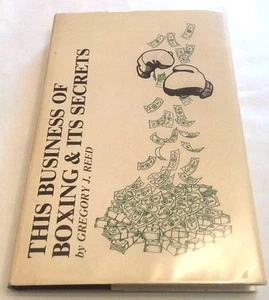 THIS BUSINESS OF
BOXING & ITS SECRETS
by GREGORY J. REED